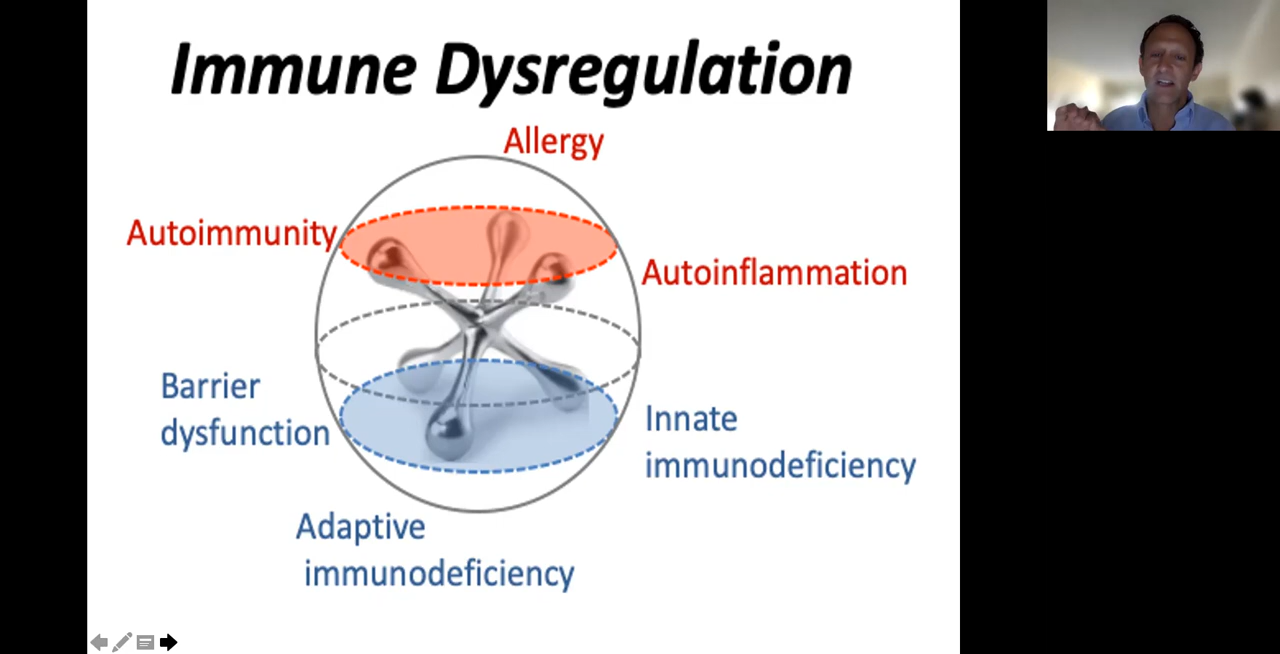 Immune Dysregulation
Allergy
Autoimmunity
Autoinflammation
Barrier
dysfunction
Innate
immunodeficiency
Adaptive
immunodeficiency